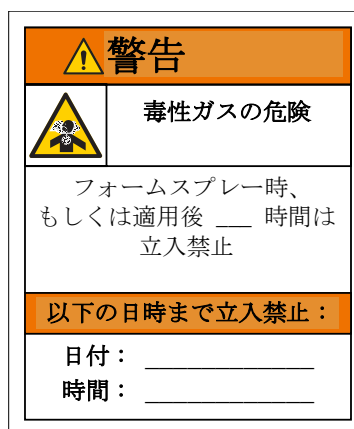 警告
毒性ガスの危険
フォームスプレー時、
もしくは適用後 ___ 時間は
立入禁止
以下の日時まで立入禁止：
日付： ____________
時間： ____________